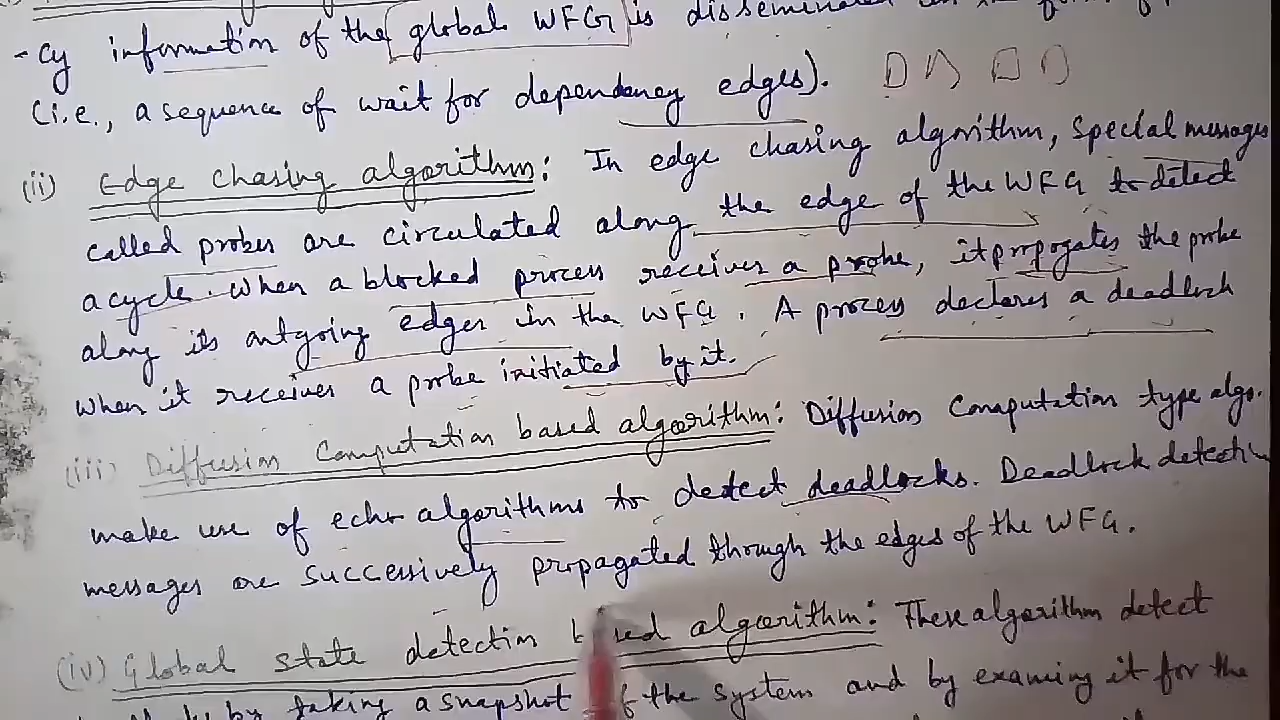 -cy information of the global WFG is disseminated in the form of
(i.e., a sequence of wait for dependency edges).
(ii) Edge chasing algorithm: In edge chasing algorithm, special messages
called probes are circulated along the edge of the WFG to detect
a cycle. When a blocked process receives a probe, it propogates the probe
along its outgoing edges in the WFG. A process declares a deadlock
when it receives a probe initiated by it.
(iii) Diffusion Computation based algorithm: Diffusion Computation type algo.
make use of echo algorithms to detect deadlocks. Deadlock detection
messages are successively propagated through the edges of the WFG.
(iv) Global state detection based algorithm: These algorithm detect
by taking a snapshot of the system and by examining it for the